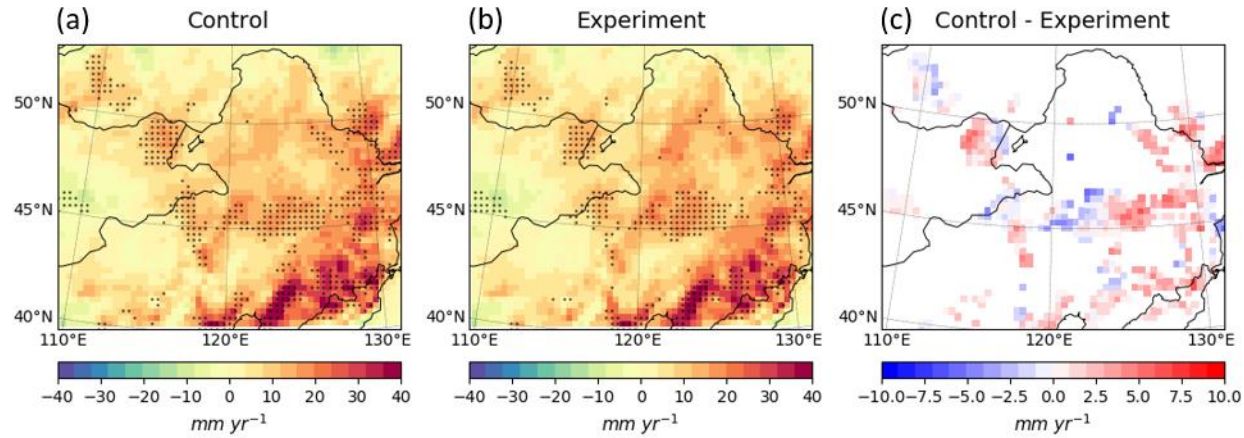 (a) Control
(b) Experiment
(c) Control - Experiment
50°N
45°N
40°N
110°E 120°E 130°E
−40 −30 −20 −10 0 10 20 30 40
mm yr⁻¹
50°N
45°N
40°N
110°E 120°E 130°E
−40 −30 −20 −10 0 10 20 30 40
mm yr⁻¹
50°N
45°N
40°N
110°E 120°E 130°E
−10.0 −7.5 −5.0 −2.5 0.0 2.5 5.0 7.5 10.0
mm yr⁻¹